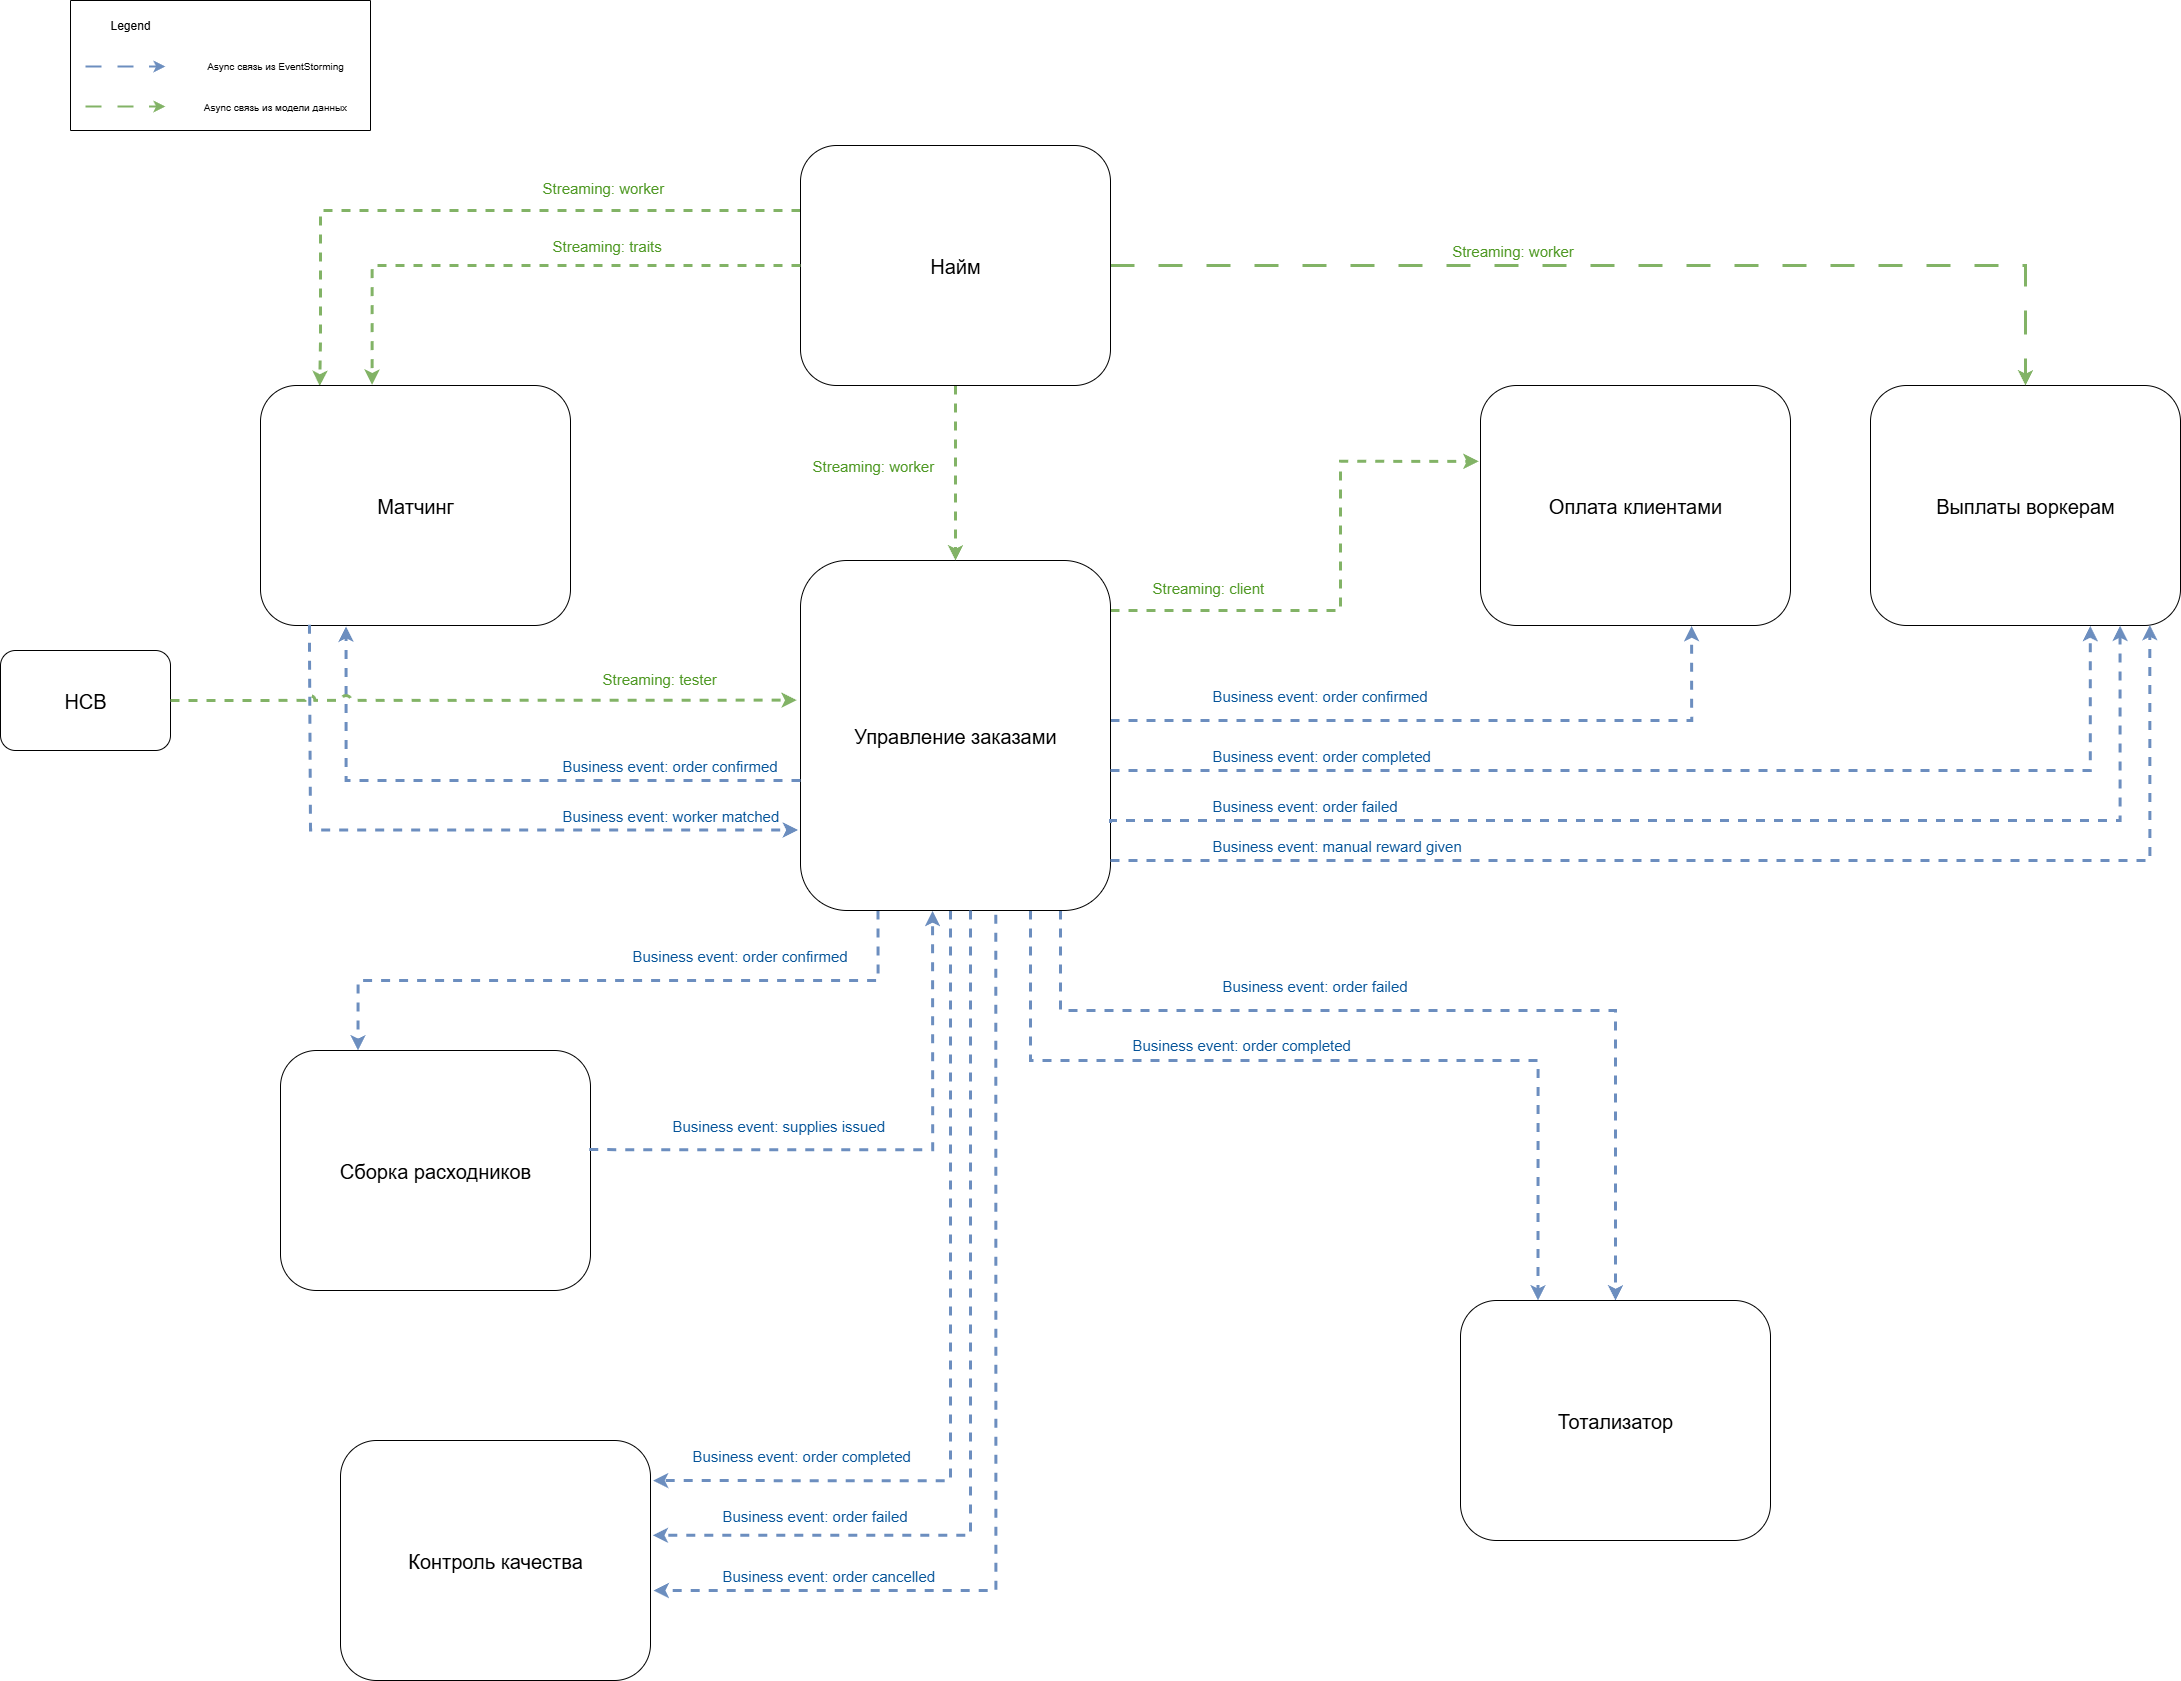 Legend
Async связь из EventStorming
Async связь из модели данных
Streaming: worker
Streaming: traits
Найм
Streaming: worker
Streaming: worker
Матчинг
Оплата клиентами
Выплаты воркерам
Streaming: client
НСВ
Streaming: tester
Управление заказами
Business event: order confirmed
Business event: order confirmed
Business event: order completed
Business event: worker matched
Business event: order failed
Business event: manual reward given
Business event: order confirmed
Business event: order failed
Business event: order completed
Business event: supplies issued
Сборка расходников
Тотализатор
Business event: order completed
Business event: order failed
Контроль качества
Business event: order cancelled